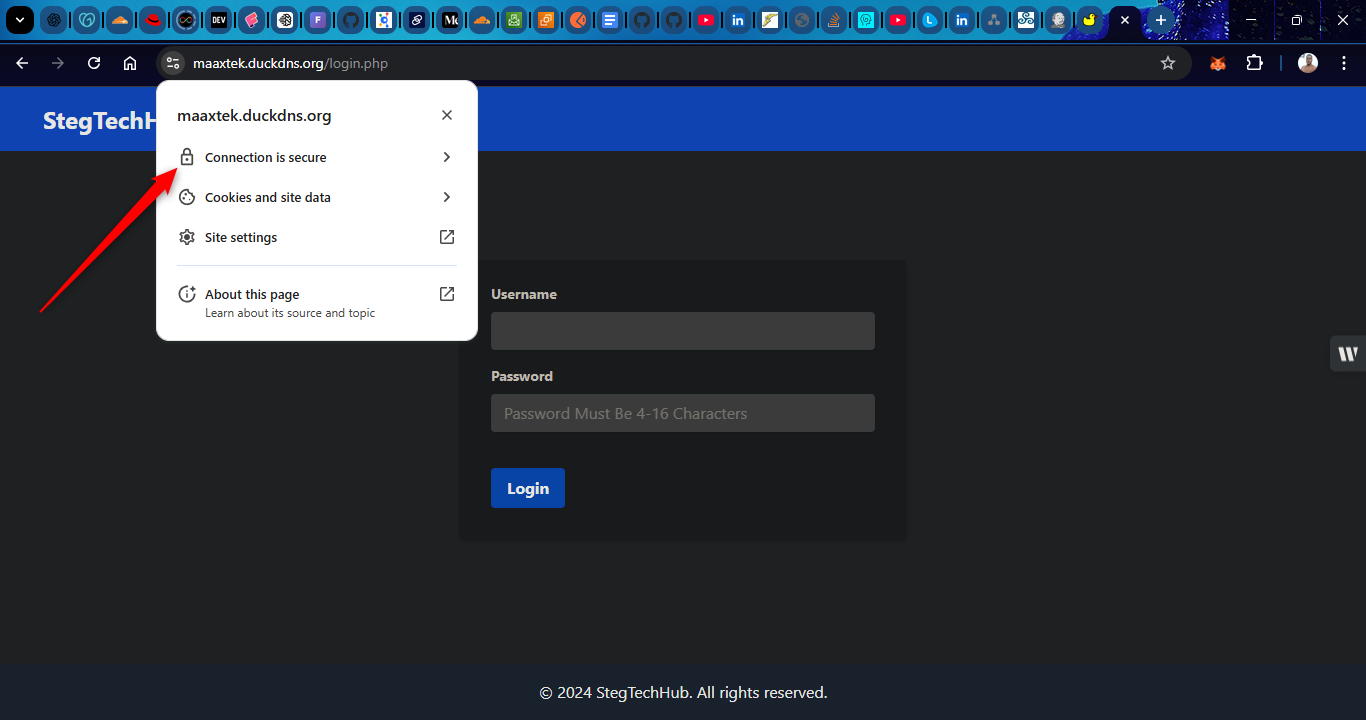 DEV
F
maaxtek.duckdns.org/login.php
StegTechH
maaxtek.duckdns.org
Connection is secure
Cookies and site data
Site settings
About this page
Learn about its source and topic
Username
Password
Password Must Be 4-16 Characters
Login
© 2024 StegTechHub. All rights reserved.